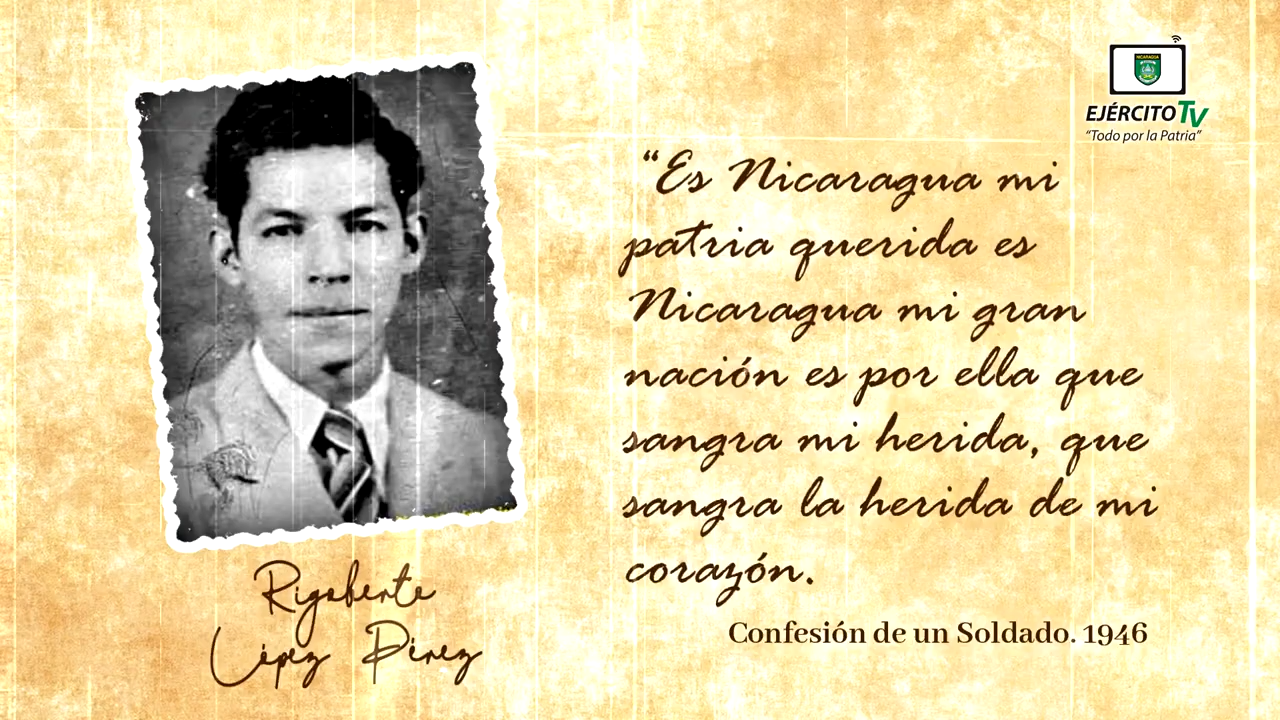 NICARAGUA
EJÉRCITO TV
“Todo por la Patria”
“Es Nicaragua mi
patria querida es
Nicaragua mi gran
nación es por ella que
sangra mi herida, que
sangra la herida de mi
corazón.
Confesión de un Soldado. 1946
Rigoberto
López Pérez